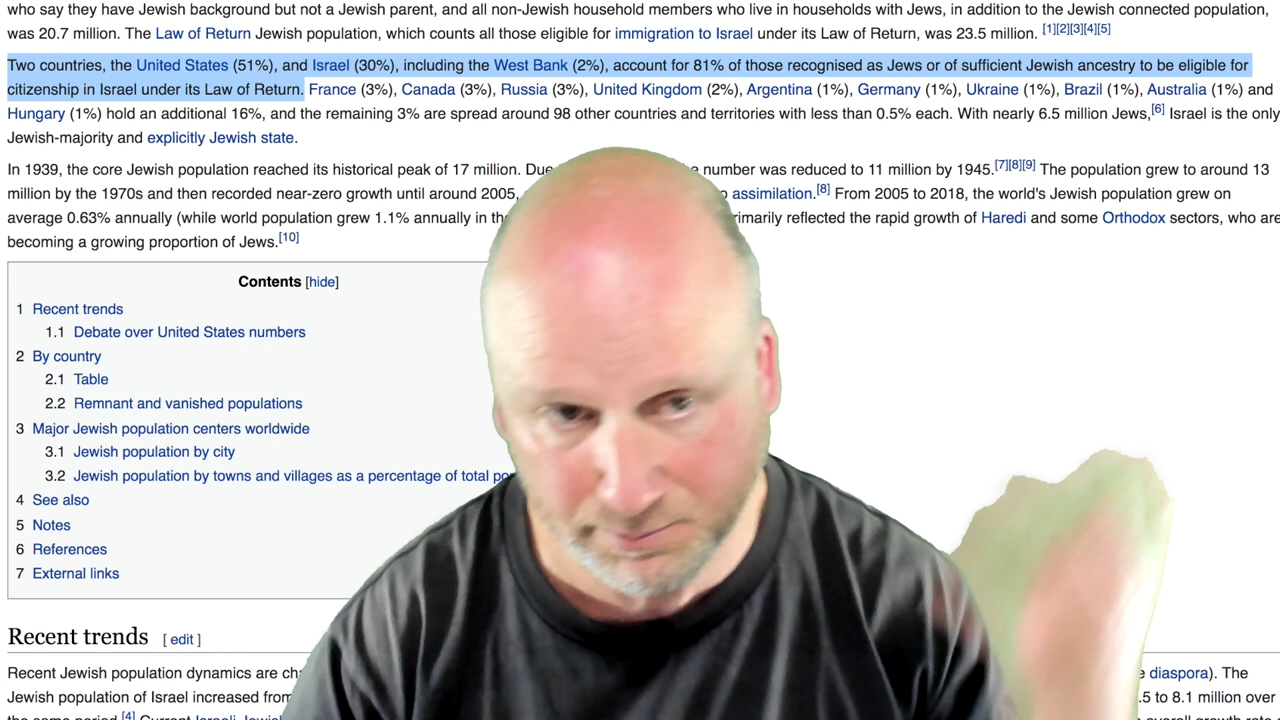 who say they have Jewish background but not a Jewish parent, and all non-Jewish household members who live in households with Jews, in addition to the Jewish connected population,
was 20.7 million. The Law of Return Jewish population, which counts all those eligible for immigration to Israel under its Law of Return, was 23.5 million. [1][2][3][4][5]
Two countries, the United States (51%), and Israel (30%), including the West Bank (2%), account for 81% of those recognised as Jews or of sufficient Jewish ancestry to be eligible for
citizenship in Israel under its Law of Return. France (3%), Canada (3%), Russia (3%), United Kingdom (2%), Argentina (1%), Germany (1%), Ukraine (1%), Brazil (1%), Australia (1%) and
Hungary (1%) hold an additional 16%, and the remaining 3% are spread around 98 other countries and territories with less than 0.5% each. With nearly 6.5 million Jews,[6] Israel is the only
Jewish-majority and explicitly Jewish state.
In 1939, the core Jewish population reached its historical peak of 17 million. Due number was reduced to 11 million by 1945.[7][8][9] The population grew to around 13
million by the 1970s and then recorded near-zero growth until around 2005, assimilation.[8] From 2005 to 2018, the world's Jewish population grew on
average 0.63% annually (while world population grew 1.1% annually in the rimarily reflected the rapid growth of Haredi and some Orthodox sectors, who are
becoming a growing proportion of Jews.[10]
Contents [hide]
1 Recent trends
1.1 Debate over United States numbers
2 By country
2.1 Table
2.2 Remnant and vanished populations
3 Major Jewish population centers worldwide
3.1 Jewish population by city
3.2 Jewish population by towns and villages as a percentage of total po
4 See also
5 Notes
6 References
7 External links
Recent trends [ edit ]
Recent Jewish population dynamics are cha e diaspora). The
Jewish population of Israel increased from .5 to 8.1 million over